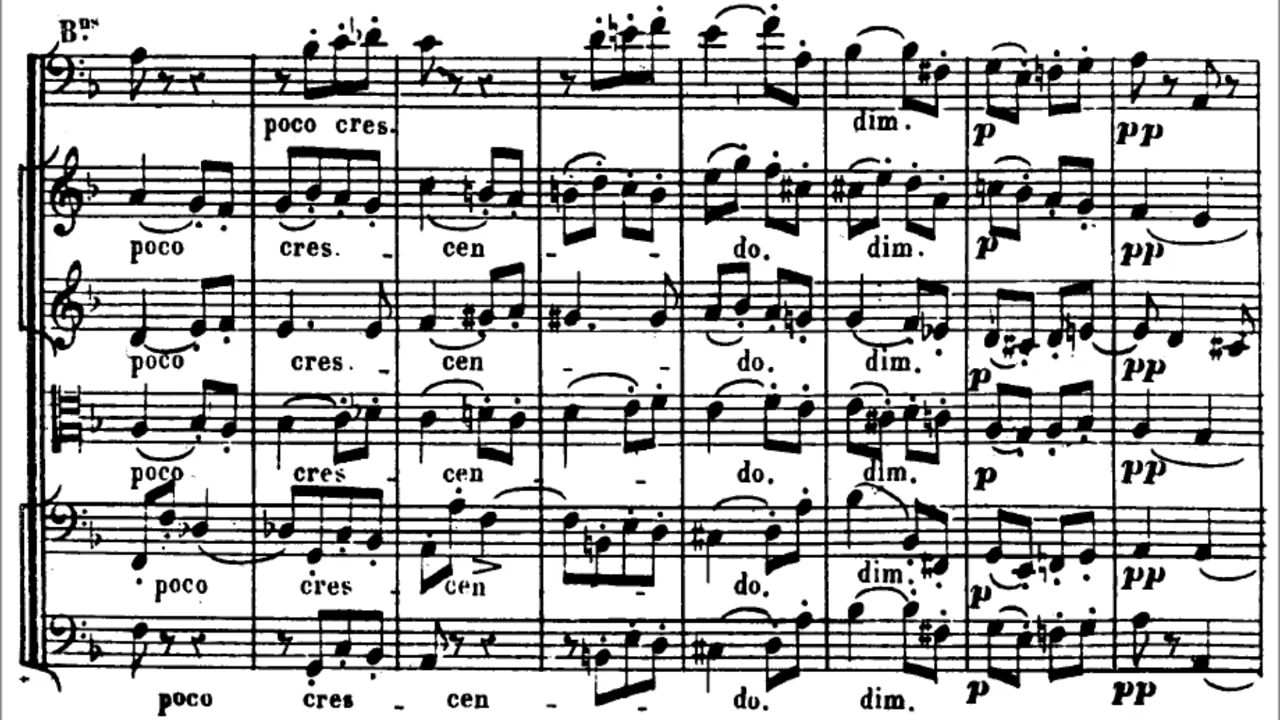 Bⁿˢ
poco cres.
dim.
p
pp
poco cres. - cen - - do. dim. p pp
poco cres. - cen - - do. dim. p pp
poco cres - cen - do. dim. p pp
poco cres - cen - do. dim. p pp
poco cres - cen - - do. dim. p pp